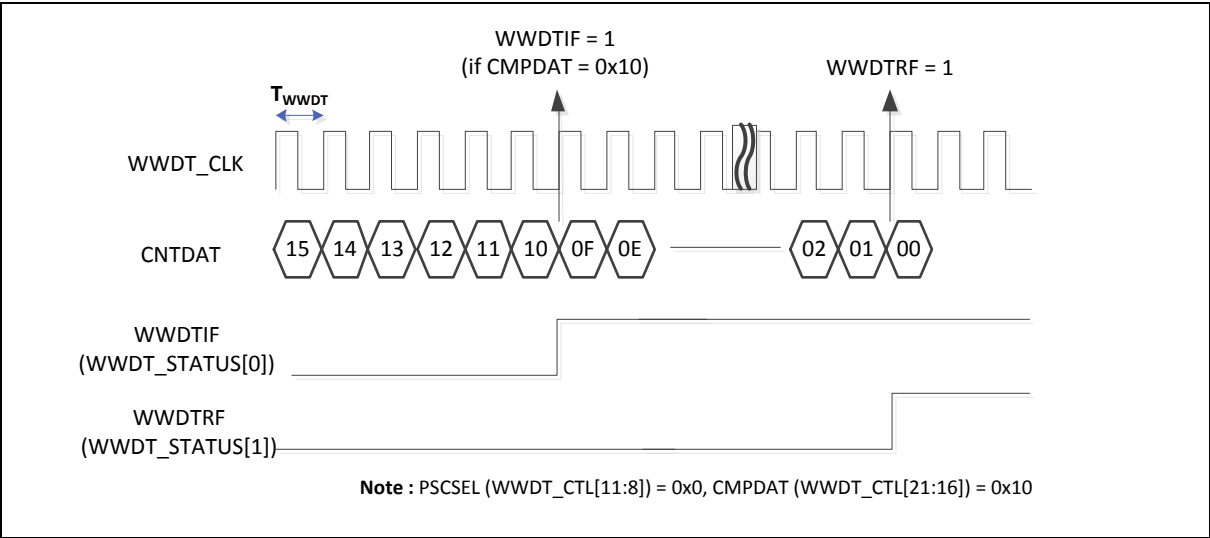 WWDTIF = 1
(if CMPDAT = 0x10)
WWDTRF = 1
TWWDT
WWDT_CLK
CNTDAT
15 14 13 12 11 10 0F 0E 02 01 00
WWDTIF
(WWDT_STATUS[0])
WWDTRF
(WWDT_STATUS[1])
Note : PSCSEL (WWDT_CTL[11:8]) = 0x0, CMPDAT (WWDT_CTL[21:16]) = 0x10